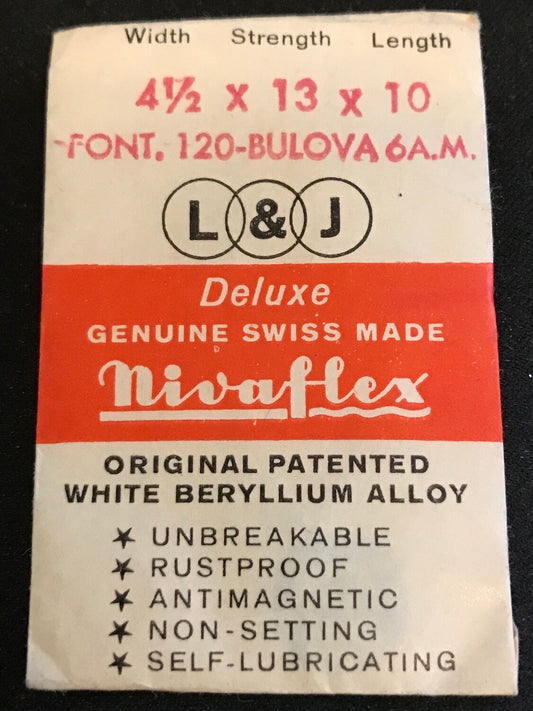 Width Strength Length
4½ x 13 x 10
FONT. 120-BULOVA 6A.M.
L & J
Deluxe
GENUINE SWISS MADE
Nivaflex
ORIGINAL PATENTED
WHITE BERYLLIUM ALLOY
★ UNBREAKABLE
★ RUSTPROOF
★ ANTIMAGNETIC
★ NON-SETTING
★ SELF-LUBRICATING